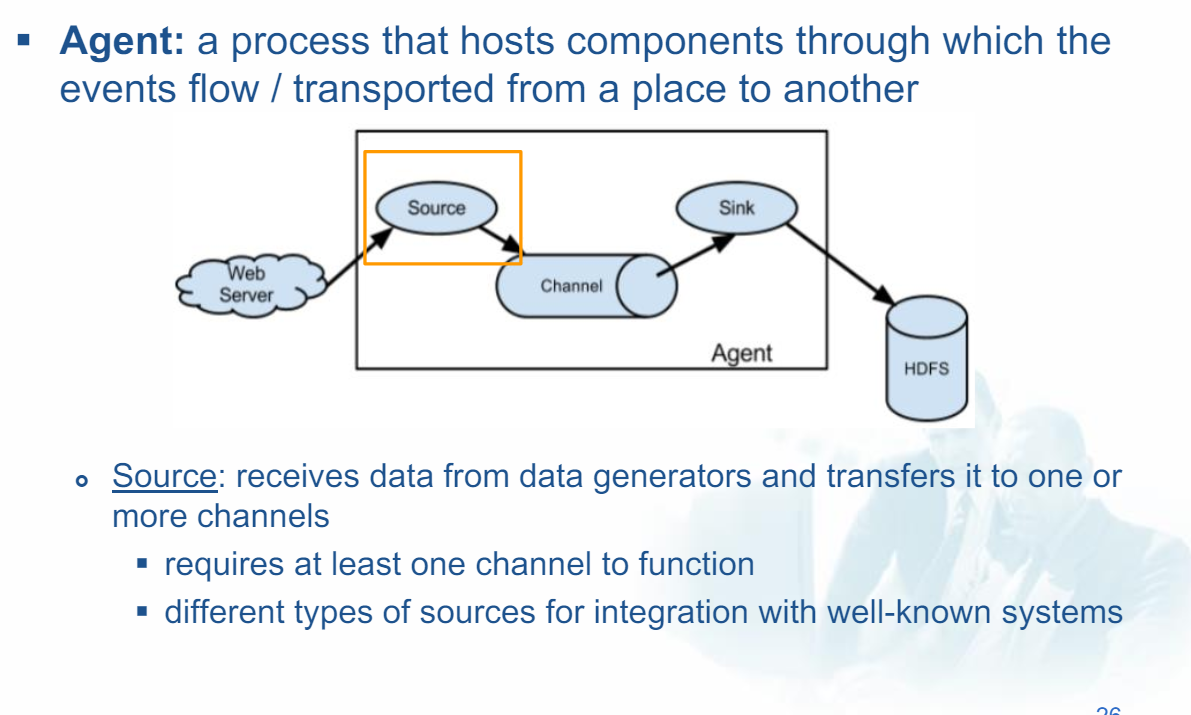 ▪ Agent: a process that hosts components through which the
events flow / transported from a place to another
Source
Sink
Web
Server
Channel
Agent
HDFS
Source: receives data from data generators and transfers it to one or
more channels
▪ requires at least one channel to function
▪ different types of sources for integration with well-known systems
26